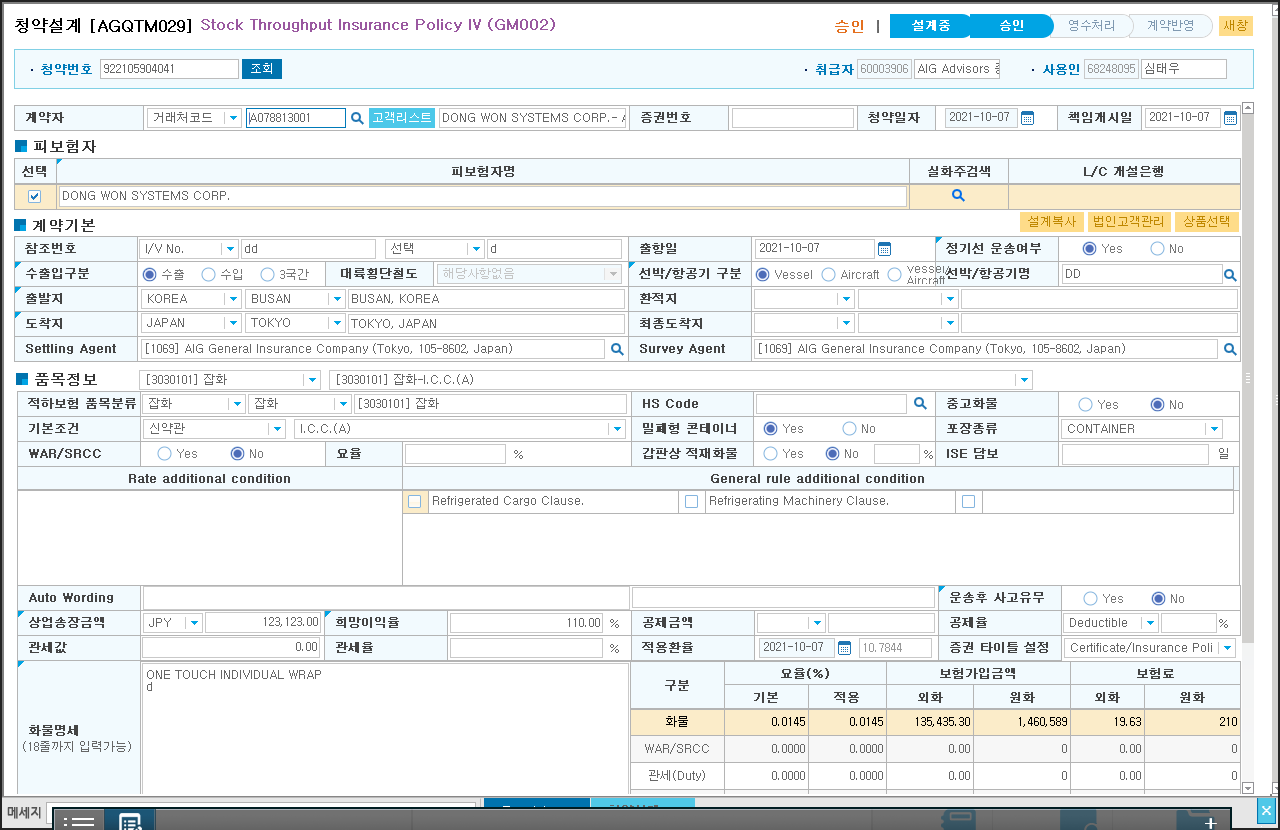 청약설계 [AGQTM029] Stock Throughput Insurance Policy IV (GM002) 승인 | 설계중 승인 영수처리 계약반영 새창
· 청약번호 922105904041 조회 · 취급자 60003906 AIG Advisors · 사용인 68248095 심태우
계약자 거래처코드 A078813001 고객리스트 DONG WON SYSTEMS CORP.- 증권번호 청약일자 2021-10-07 책임개시일 2021-10-07
피보험자
선택 피보험자명 실화주검색 L/C 개설은행
DONG WON SYSTEMS CORP.
계약기본 설계복사 법인고객관리 상품선택
참조번호 I/V No. dd 선택 d 출항일 2021-10-07 정기선 운송여부 Yes No
수출입구분 수출 수입 3국간 대륙횡단철도 해당사항없음 선박/항공기 구분 Vessel Aircraft Vessel/ Aircraft 선박/항공기명 DD
출발지 KOREA BUSAN BUSAN, KOREA 환적지
도착지 JAPAN TOKYO TOKYO, JAPAN 최종도착지
Settling Agent [1069] AIG General Insurance Company (Tokyo, 105-8602, Japan) Survey Agent [1069] AIG General Insurance Company (Tokyo, 105-8602, Japan)
품목정보 [3030101] 잡화 [3030101] 잡화-I.C.C.(A)
적하보험 품목분류 잡화 잡화 [3030101] 잡화 HS Code 중고화물 Yes No
기본조건 신약관 I.C.C.(A) 밀폐형 콘테이너 Yes No 포장종류 CONTAINER
WAR/SRCC Yes No 요율 % 갑판상 적재화물 Yes No % ISE 담보 일
Rate additional condition General rule additional condition
Refrigerated Cargo Clause. Refrigerating Machinery Clause.
Auto Wording 운송후 사고유무 Yes No
상업송장금액 JPY 123,123.00 희망이익율 110.00 % 공제금액 공제율 Deductible %
관세값 0.00 관세율 % 적용환율 2021-10-07 10.7844 증권 타이틀 설정 Certificate/Insurance Poli
화물명세
(18줄까지 입력가능)
ONE TOUCH INDIVIDUAL WRAP
d
구분 요율(%) 보험가입금액 보험료
기본 적용 외화 원화 외화 원화
화물 0.0145 0.0145 135,435.30 1,460,589 19.63 210
WAR/SRCC 0.0000 0.0000 0.00 0 0.00 0
관세(Duty) 0.0000 0.0000 0.00 0 0.00 0
메세지